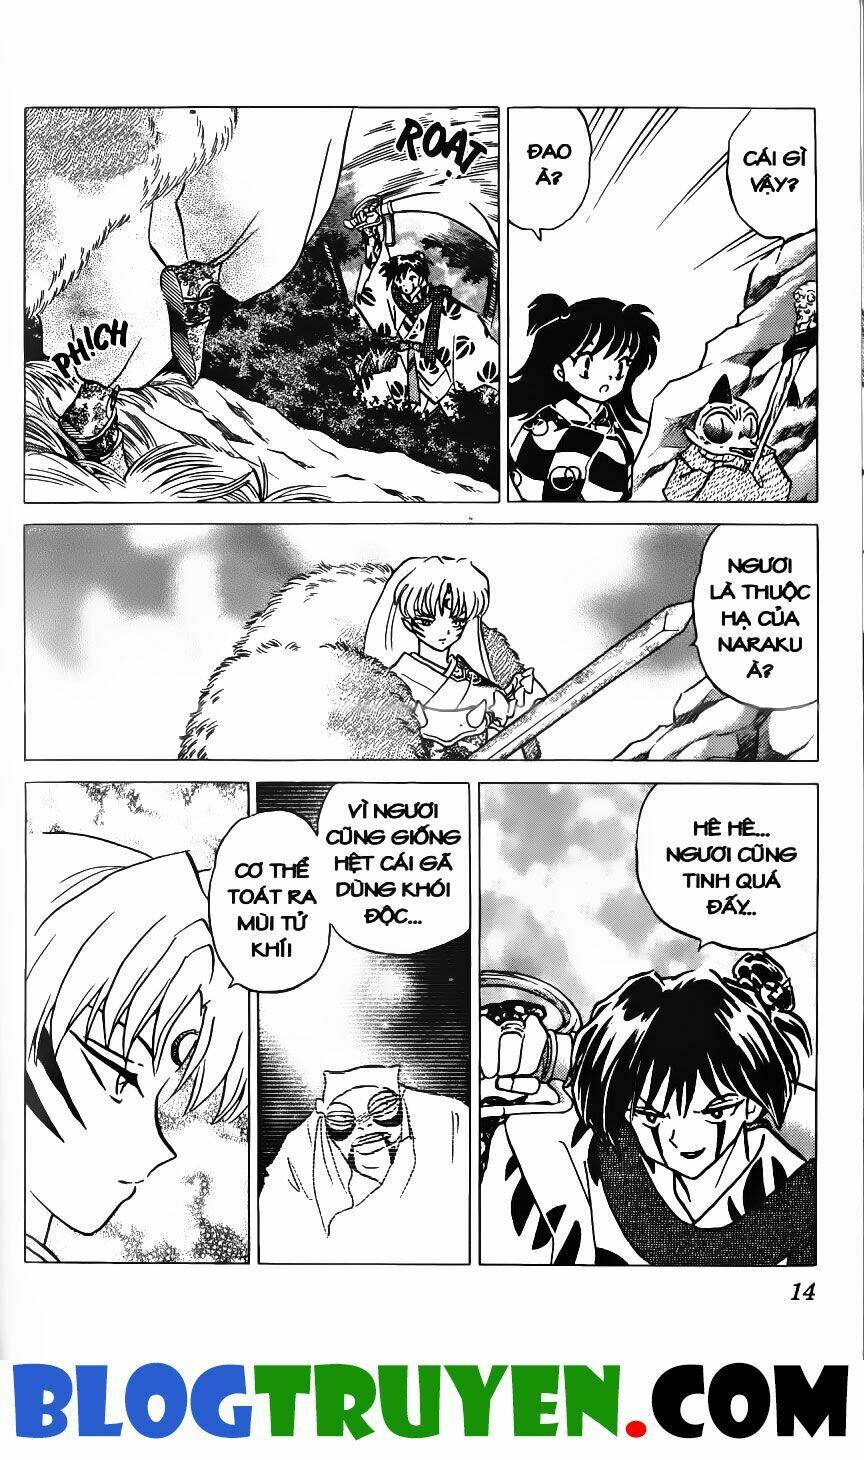 CÁI GÌ
VẬY?
ĐAO
À?
ROẠT
PHỊCH
NGƯƠI
LÀ THUỘC
HẠ CỦA
NARAKU
À?
HÊ HÊ...
NGƯƠI CŨNG
TINH QUÁ
ĐẤY...
VÌ NGƯƠI
CŨNG GIỐNG
HỆT CÁI GÃ
DÙNG KHÓI
ĐỘC...
CƠ THỂ
TOÁT RA
MÙI TỬ
KHÍ!
14
BLOGTRUYEN.COM